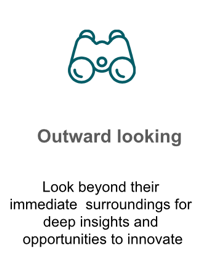 Outward looking
Look beyond their
immediate surroundings for
deep insights and
opportunities to innovate